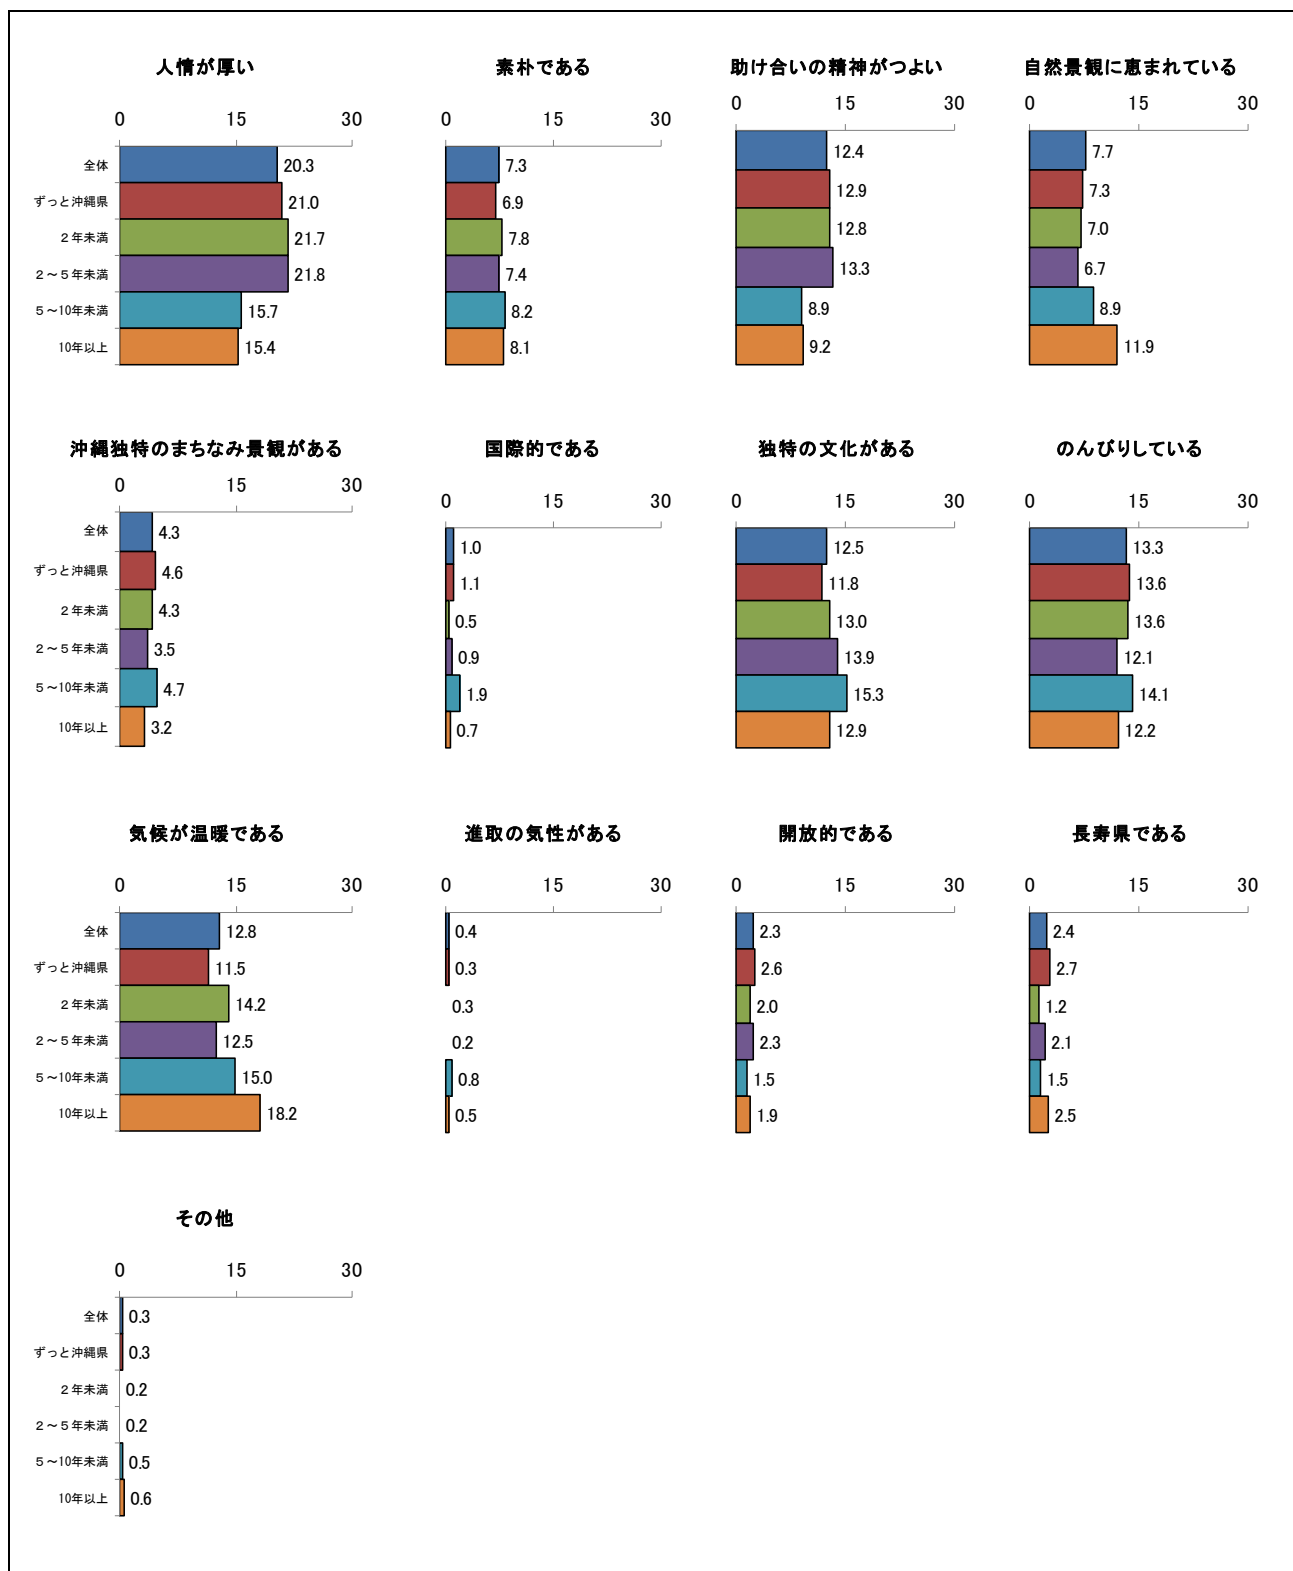 人情が厚い
0 15 30
全体 20.3
ずっと沖縄県 21.0
２年未満 21.7
２～５年未満 21.8
５～10年未満 15.7
10年以上 15.4
素朴である
0 15 30
7.3
6.9
7.8
7.4
8.2
8.1
助け合いの精神がつよい
0 15 30
12.4
12.9
12.8
13.3
8.9
9.2
自然景観に恵まれている
0 15 30
7.7
7.3
7.0
6.7
8.9
11.9
沖縄独特のまちなみ景観がある
0 15 30
全体 4.3
ずっと沖縄県 4.6
２年未満 4.3
２～５年未満 3.5
５～10年未満 4.7
10年以上 3.2
国際的である
0 15 30
1.0
1.1
0.5
0.9
1.9
0.7
独特の文化がある
0 15 30
12.5
11.8
13.0
13.9
15.3
12.9
のんびりしている
0 15 30
13.3
13.6
13.6
12.1
14.1
12.2
気候が温暖である
0 15 30
全体 12.8
ずっと沖縄県 11.5
２年未満 14.2
２～５年未満 12.5
５～10年未満 15.0
10年以上 18.2
進取の気性がある
0 15 30
0.4
0.3
0.3
0.2
0.8
0.5
開放的である
0 15 30
2.3
2.6
2.0
2.3
1.5
1.9
長寿県である
0 15 30
2.4
2.7
1.2
2.1
1.5
2.5
その他
0 15 30
全体 0.3
ずっと沖縄県 0.3
２年未満 0.2
２～５年未満 0.2
５～10年未満 0.5
10年以上 0.6